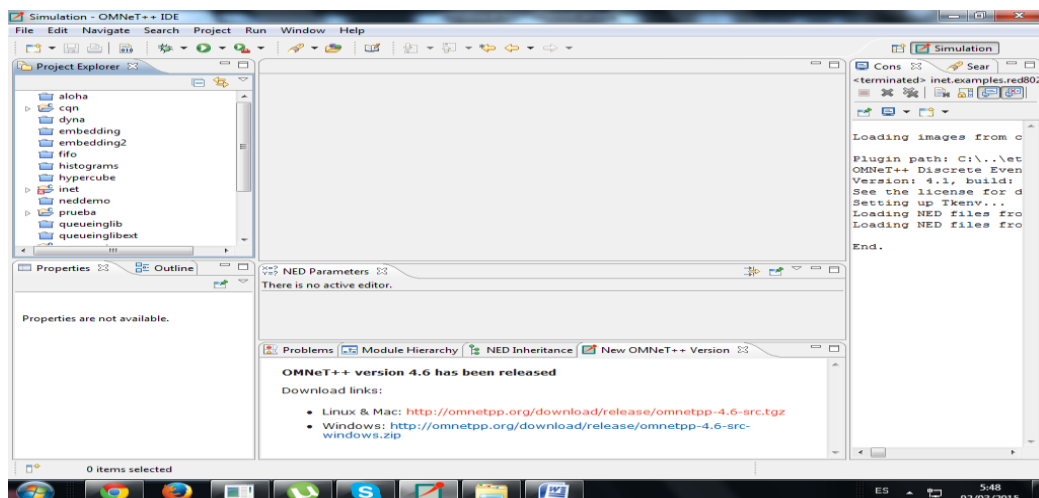 Simulation - OMNeT++ IDE
File Edit Navigate Search Project Run Window Help
Simulation
Project Explorer
aloha
cqn
dyna
embedding
embedding2
fifo
histograms
hypercube
inet
neddemo
prueba
queueinglib
queueinglibext
Properties Outline
Properties are not available.
NED Parameters
There is no active editor.
Problems Module Hierarchy NED Inheritance New OMNeT++ Version
OMNeT++ version 4.6 has been released
Download links:
• Linux & Mac: http://omnetpp.org/download/release/omnetpp-4.6-src.tgz
• Windows: http://omnetpp.org/download/release/omnetpp-4.6-src-
windows.zip
Cons Sear
<terminated> inet.examples.red802
Loading images from c
Plugin path: C:\..\et
OMNeT++ Discrete Even
Version: 4.1, build:
See the license for d
Setting up Tkenv...
Loading NED files fro
Loading NED files fro
End.
0 items selected
ES
5:48